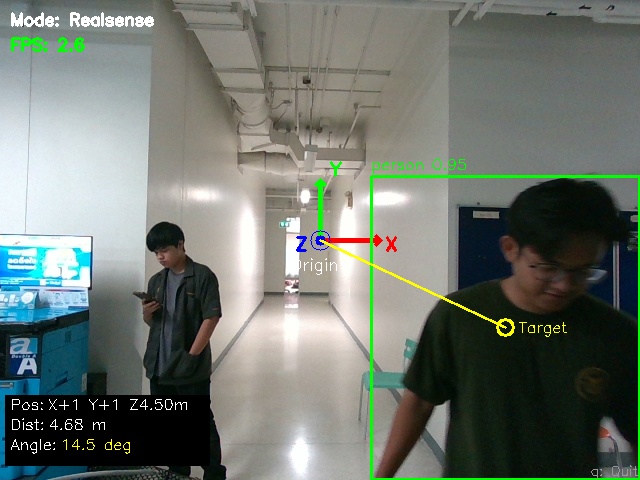 Mode: Realsense
FPS: 2.6
person 0.95
Y
Z
X
Origin
Target
a
A
Double A
Pos: X+1 Y+1 Z4.50m
Dist: 4.68 m
Angle: 14.5 deg
q: Quit